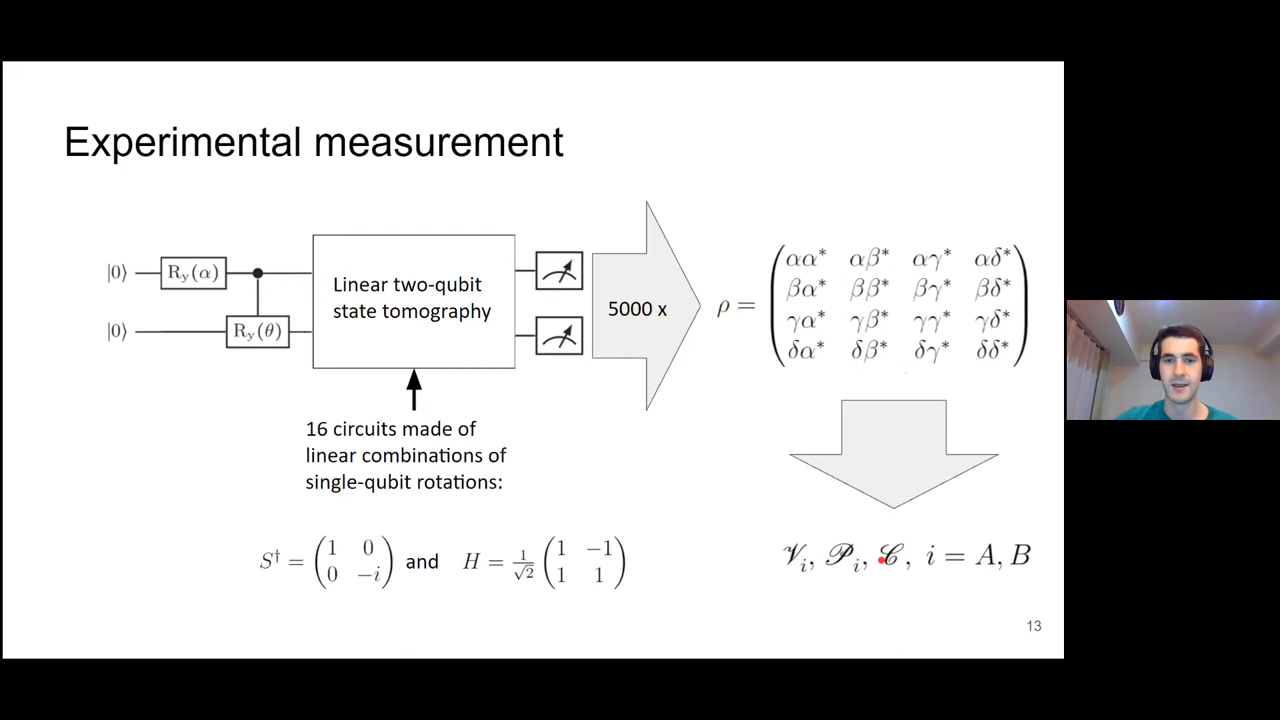 Experimental measurement
|0⟩ R_y(α)
|0⟩ R_y(θ)
Linear two-qubit
state tomography
5000 x
ρ =
αα* αβ* αγ* αδ*
βα* ββ* βγ* βδ*
γα* γβ* γγ* γδ*
δα* δβ* δγ* δδ*
16 circuits made of
linear combinations of
single-qubit rotations:
S† = (1 0
0 −i) and H = 1/√2 (1 −1
1 1)
𝒱_i, 𝒫_i, 𝒞, i = A, B
13